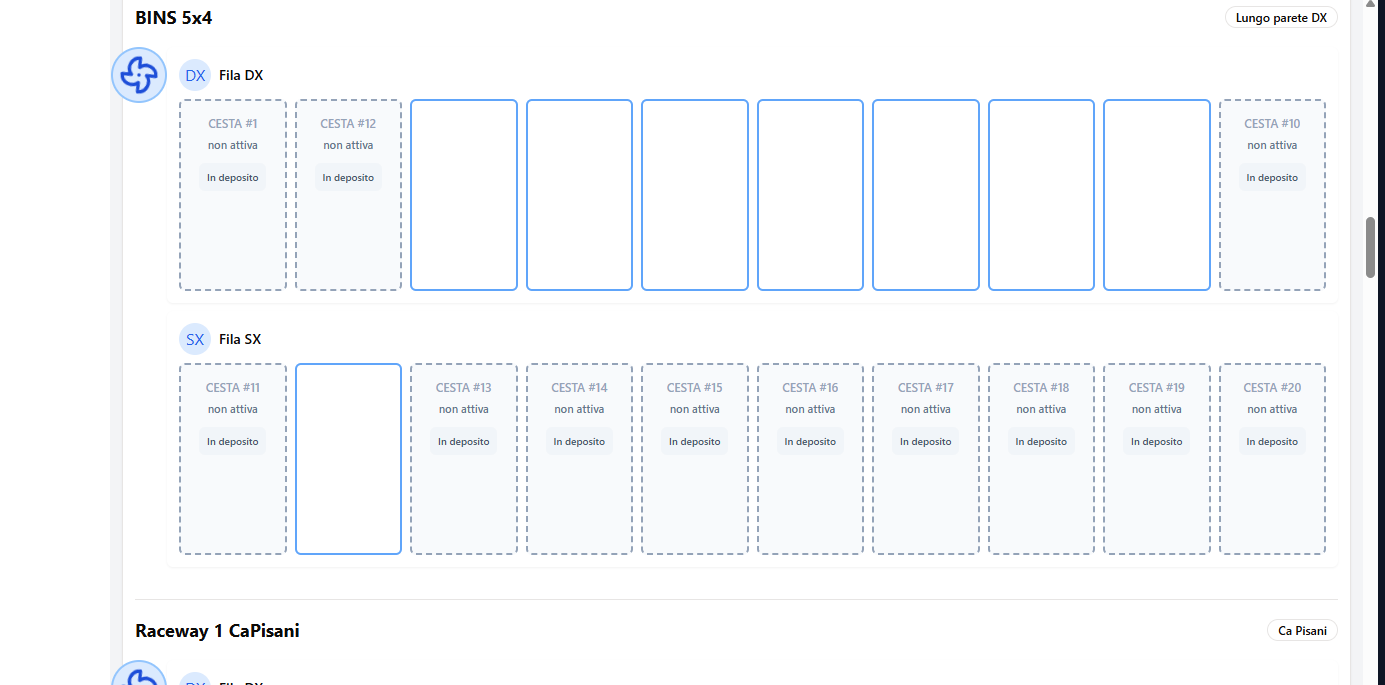 BINS 5x4
Lungo parete DX
DX Fila DX
CESTA #1 CESTA #12 CESTA #10
non attiva non attiva non attiva
In deposito In deposito In deposito
SX Fila SX
CESTA #11 CESTA #13 CESTA #14 CESTA #15 CESTA #16 CESTA #17 CESTA #18 CESTA #19 CESTA #20
non attiva non attiva non attiva non attiva non attiva non attiva non attiva non attiva non attiva
In deposito In deposito In deposito In deposito In deposito In deposito In deposito In deposito In deposito
Raceway 1 CaPisani
Ca Pisani
DX Fila DX